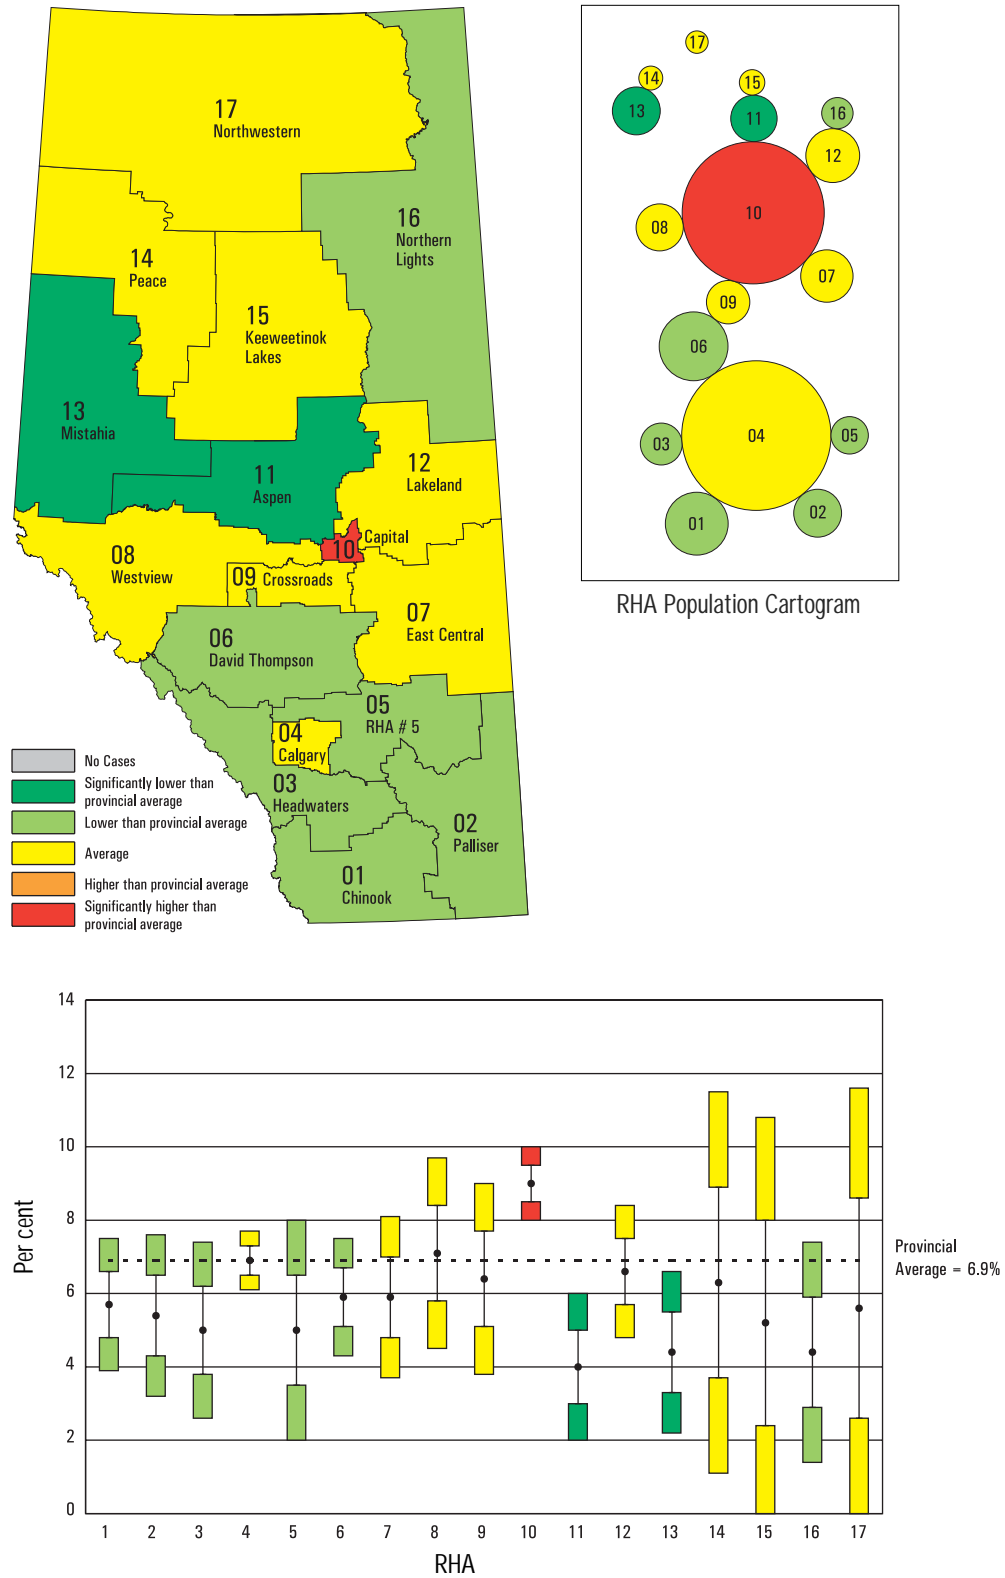 17
Northwestern
16
Northern
Lights
14
Peace
15
Keeweetinok
Lakes
13
Mistahia
11
Aspen
12
Lakeland
10
Capital
08
Westview
09 Crossroads
07
East Central
06
David Thompson
05
RHA # 5
04
Calgary
03
Headwaters
02
Palliser
01
Chinook
No Cases
Significantly lower than
provincial average
Lower than provincial average
Average
Higher than provincial average
Significantly higher than
provincial average
17
14
15
13
11
16
12
10
08
07
09
06
04
03
05
01
02
RHA Population Cartogram
Per cent
14
12
10
8
6
4
2
0
Provincial
Average = 6.9%
1 2 3 4 5 6 7 8 9 10 11 12 13 14 15 16 17
RHA